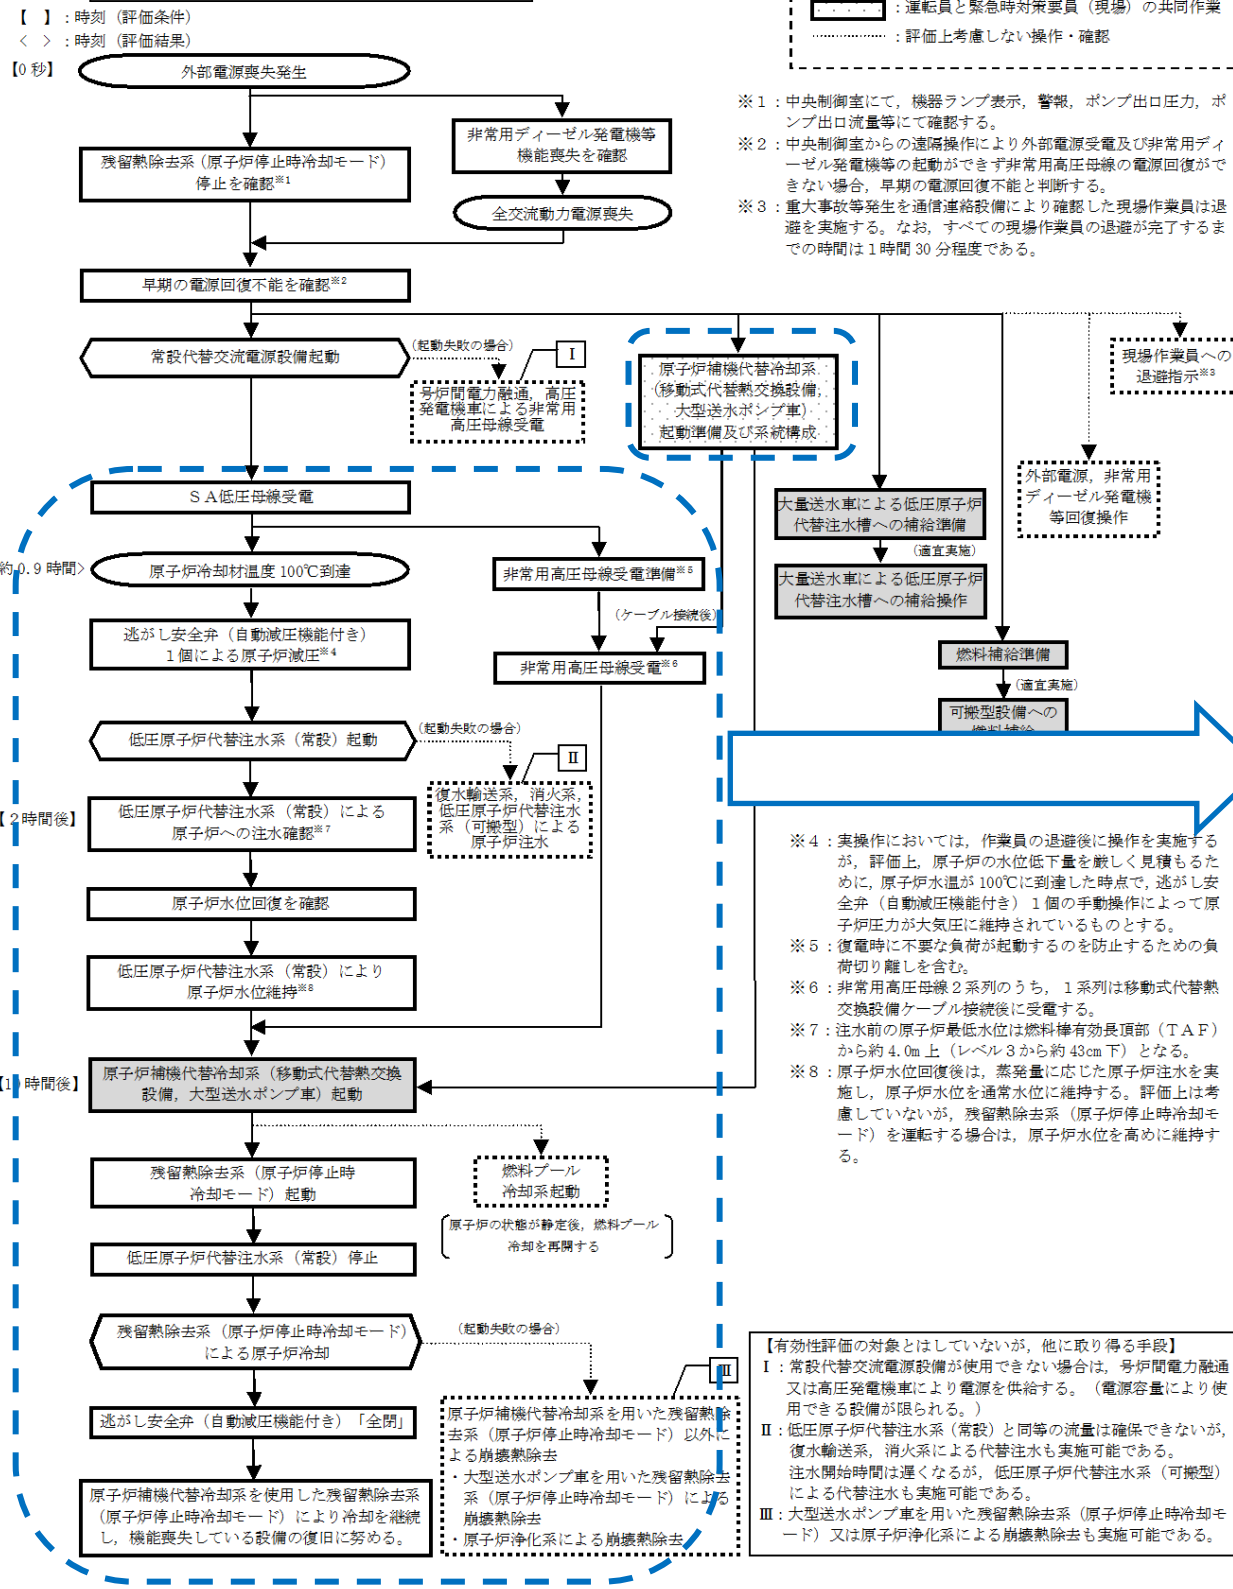 【　】：時刻（評価条件）
＜　＞：時刻（評価結果）
：運転員と緊急時対策要員（現場）の共同作業
：評価上考慮しない操作・確認
【0 秒】
外部電源喪失発生
※１：中央制御室にて，機器ランプ表示，警報，ポンプ出口圧力，ポ
ンプ出口流量等にて確認する。
※２：中央制御室からの遠隔操作により外部電源受電及び非常用ディ
ーゼル発電機等の起動ができず非常用高圧母線の電源回復がで
きない場合，早期の電源回復不能と判断する。
※３：重大事故等発生を通信連絡設備により確認した現場作業員は退
避を実施する。なお，すべての現場作業員の退避が完了するま
での時間は１時間 30 分程度である。
残留熱除去系（原子炉停止時冷却モード）
停止を確認※1
非常用ディーゼル発電機等
機能喪失を確認
全交流動力電源喪失
早期の電源回復不能を確認※2
常設代替交流電源設備起動
（起動失敗の場合）
Ⅰ
号炉間電力融通，高圧
発電機車による非常用
高圧母線受電
原子炉補機代替冷却系
（移動式代替熱交換設備，
大型送水ポンプ車）
起動準備及び系統構成
現場作業員への
退避指示※3
外部電源，非常用
ディーゼル発電機
等回復操作
ＳＡ低圧母線受電
大量送水車による低圧原子炉
代替注水槽への補給準備
（適宜実施）
大量送水車による低圧原子炉
代替注水槽への補給操作
約 0.9 時間>
原子炉冷却材温度 100℃到達
非常用高圧母線受電準備※5
（ケーブル接続後）
逃がし安全弁（自動減圧機能付き）
１個による原子炉減圧※4
非常用高圧母線受電※6
燃料補給準備
（適宜実施）
可搬型設備への
燃料補給
低圧原子炉代替注水系（常設）起動
（起動失敗の場合）
Ⅱ
復水輸送系，消火系，
低圧原子炉代替注水
系（可搬型）による
原子炉注水
【２時間後】
低圧原子炉代替注水系（常設）による
原子炉への注水確認※7
原子炉水位回復を確認
低圧原子炉代替注水系（常設）により
原子炉水位維持※8
※４：実操作においては，作業員の退避後に操作を実施する
が，評価上，原子炉の水位低下量を厳しく見積もるた
めに，原子炉水温が 100℃に到達した時点で，逃がし安
全弁（自動減圧機能付き）１個の手動操作によって原
子炉圧力が大気圧に維持されているものとする。
※５：復電時に不要な負荷が起動するのを防止するための負
荷切り離しを含む。
※６：非常用高圧母線２系列のうち，１系列は移動式代替熱
交換設備ケーブル接続後に受電する。
※７：注水前の原子炉最低水位は燃料棒有効長頂部（ＴＡＦ）
から約 4.0m 上（レベル３から約 43cm 下）となる。
※８：原子炉水位回復後は，蒸発量に応じた原子炉注水を実
施し，原子炉水位を通常水位に維持する。評価上は考
慮していないが，残留熱除去系（原子炉停止時冷却モ
ード）を運転する場合は，原子炉水位を高めに維持す
る。
【10 時間後】
原子炉補機代替冷却系（移動式代替熱交換
設備，大型送水ポンプ車）起動
残留熱除去系（原子炉停止時
冷却モード）起動
燃料プール
冷却系起動
原子炉の状態が静定後，燃料プール
冷却を再開する
低圧原子炉代替注水系（常設）停止
残留熱除去系（原子炉停止時冷却モード）
による原子炉冷却
（起動失敗の場合）
Ⅲ
逃がし安全弁（自動減圧機能付き）「全閉」
原子炉補機代替冷却系を使用した残留熱除去系
（原子炉停止時冷却モード）により冷却を継続
し，機能喪失している設備の復旧に努める。
原子炉補機代替冷却系を用いた残留熱除
去系（原子炉停止時冷却モード）以外に
よる崩壊熱除去
・大型送水ポンプ車を用いた残留熱除去
系（原子炉停止時冷却モード）による
崩壊熱除去
・原子炉浄化系による崩壊熱除去
【有効性評価の対象とはしていないが，他に取り得る手段】
Ⅰ：常設代替交流電源設備が使用できない場合は，号炉間電力融通
又は高圧発電機車により電源を供給する。（電源容量により使
用できる設備が限られる。）
Ⅱ：低圧原子炉代替注水系（常設）と同等の流量は確保できないが，
復水輸送系，消火系による代替注水も実施可能である。
注水開始時間は遅くなるが，低圧原子炉代替注水系（可搬型）
による代替注水も実施可能である。
Ⅲ：大型送水ポンプ車を用いた残留熱除去系（原子炉停止時冷却モ
ード）又は原子炉浄化系による崩壊熱除去も実施可能である。